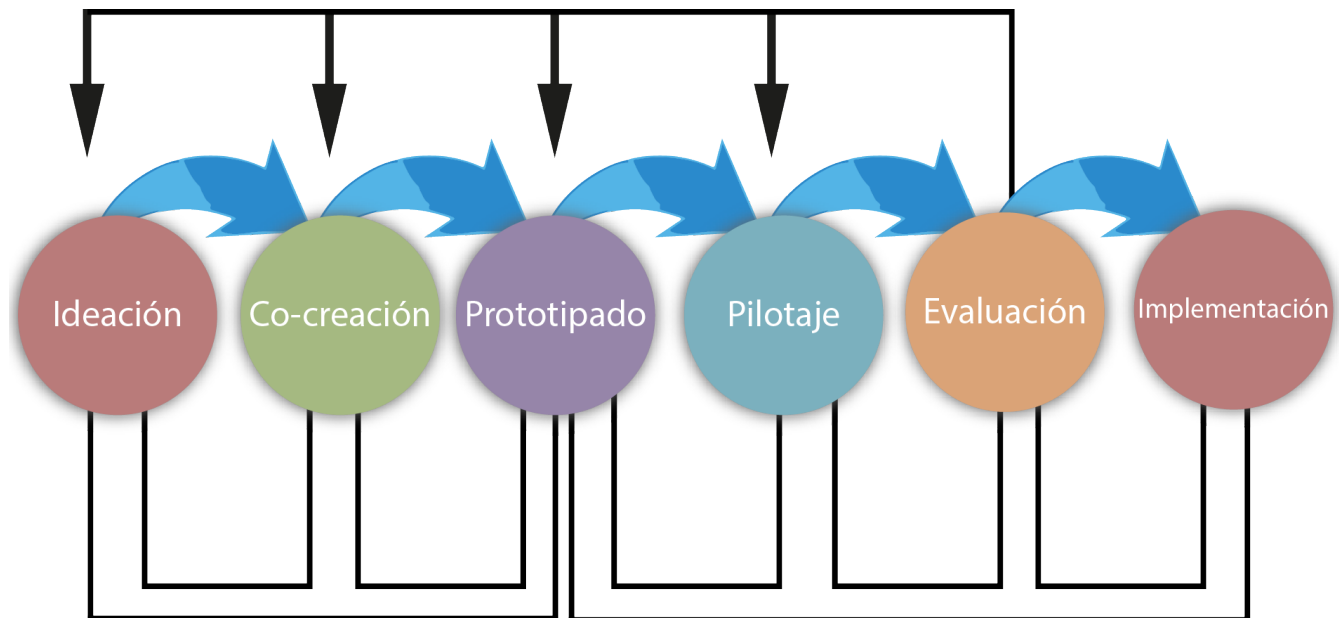 Ideación
Co-creación
Prototipado
Pilotaje
Evaluación
Implementación